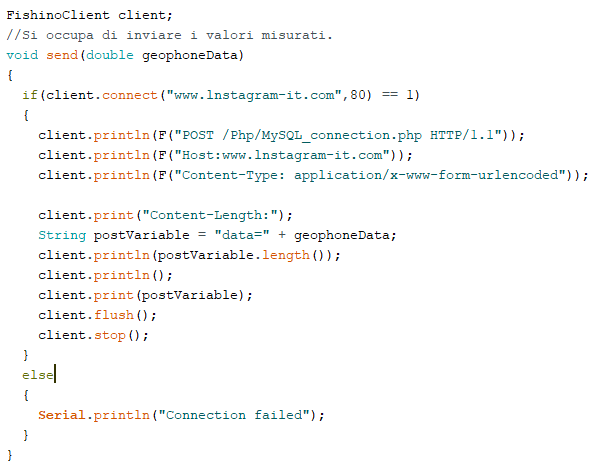 FishinoClient client;
//Si occupa di inviare i valori misurati.
void send(double geophoneData)
{
  if(client.connect("www.lnstagram-it.com",80) == 1)
  {
    client.println(F("POST /Php/MySQL_connection.php HTTP/1.1"));
    client.println(F("Host:www.lnstagram-it.com"));
    client.println(F("Content-Type: application/x-www-form-urlencoded"));

    client.print("Content-Length:");
    String postVariable = "data=" + geophoneData;
    client.println(postVariable.length());
    client.println();
    client.print(postVariable);
    client.flush();
    client.stop();
  }
  else
  {
    Serial.println("Connection failed");
  }
}